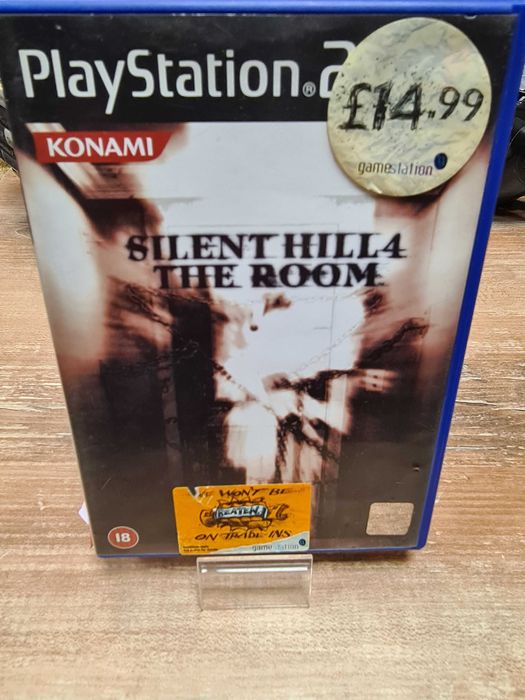 PlayStation®2
£14.99
gamestation
KONAMI
SILENT HILL 4
THE ROOM
WE WON'T BE
BEATEN
ON TRADE-INS
gamestation
18